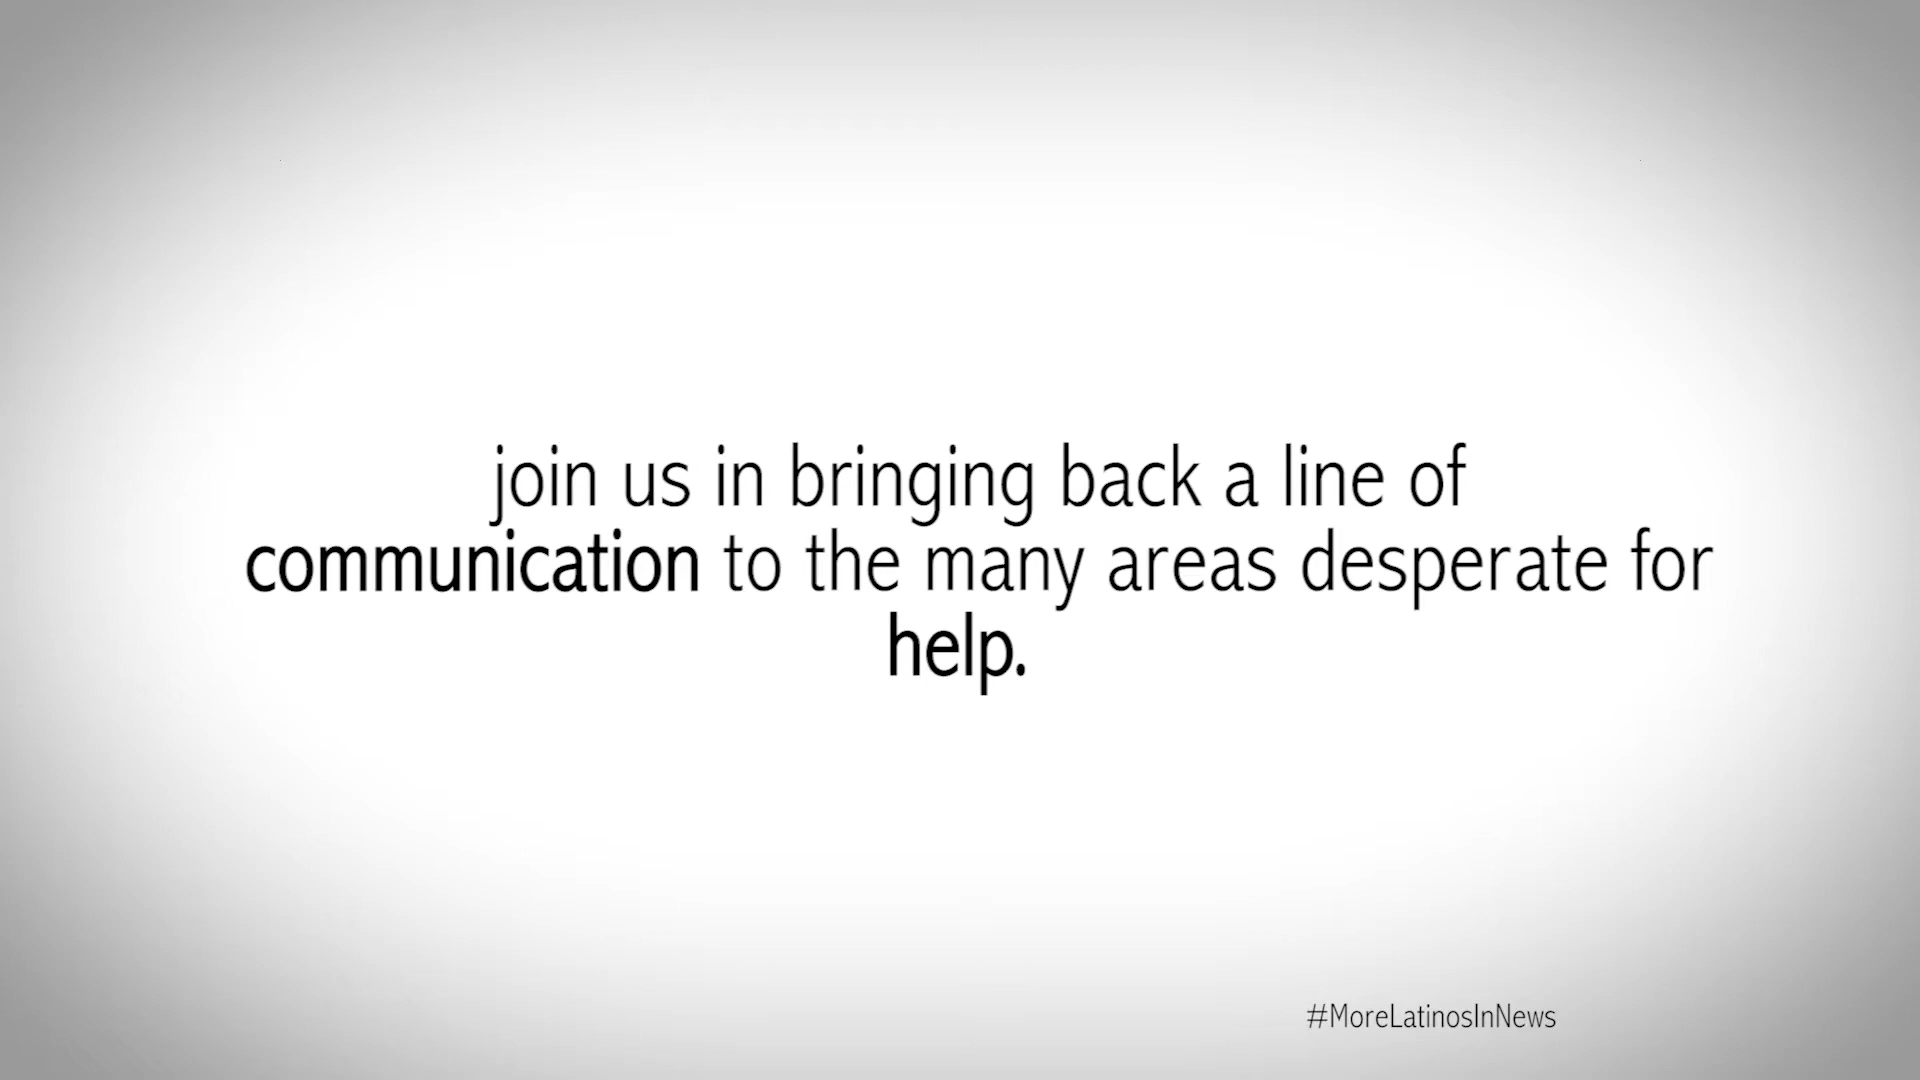 join us in bringing back a line of
communication to the many areas desperate for
help.
#MoreLatinosInNews